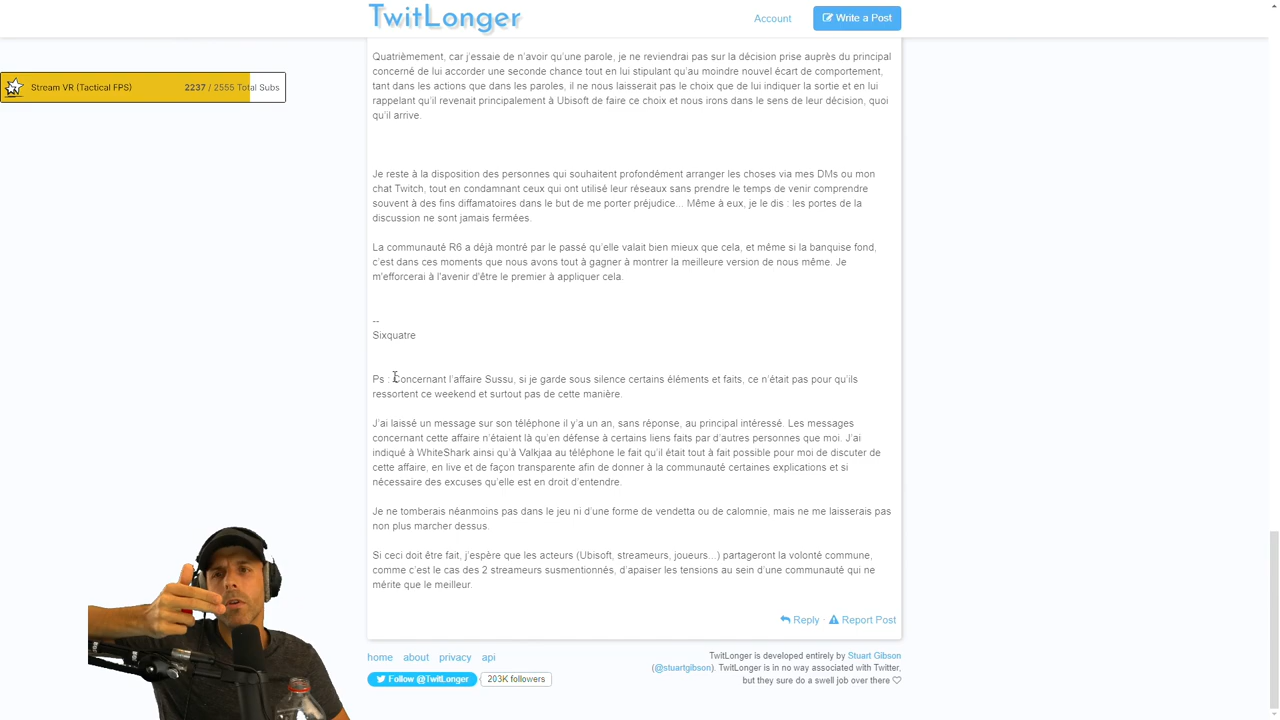 TwitLonger
Account
Write a Post
Stream VR (Tactical FPS) 2237 / 2555 Total Subs
Quatrièmement, car j'essaie de n'avoir qu'une parole, je ne reviendrai pas sur la décision prise auprès du principal
concerné de lui accorder une seconde chance tout en lui stipulant qu'au moindre nouvel écart de comportement,
tant dans les actions que dans les paroles, il ne nous laisserait pas le choix que de lui indiquer la sortie et en lui
rappelant qu'il revenait principalement à Ubisoft de faire ce choix et nous irons dans le sens de leur décision, quoi
qu'il arrive.
Je reste à la disposition des personnes qui souhaitent profondément arranger les choses via mes DMs ou mon
chat Twitch, tout en condamnant ceux qui ont utilisé leur réseaux sans prendre le temps de venir comprendre
souvent à des fins diffamatoires dans le but de me porter préjudice... Même à eux, je le dis : les portes de la
discussion ne sont jamais fermées.
La communauté R6 a déjà montré par le passé qu'elle valait bien mieux que cela, et même si la banquise fond,
c'est dans ces moments que nous avons tout à gagner à montrer la meilleure version de nous même. Je
m'efforcerai à l'avenir d'être le premier à appliquer cela.
--
Sixquatre
Ps : Concernant l'affaire Sussu, si je garde sous silence certains éléments et faits, ce n'était pas pour qu'ils
ressortent ce weekend et surtout pas de cette manière.
J'ai laissé un message sur son téléphone il y'a un an, sans réponse, au principal intéressé. Les messages
concernant cette affaire n'étaient là qu'en défense à certains liens faits par d'autres personnes que moi. J'ai
indiqué à WhiteShark ainsi qu'à Valkjaa au téléphone le fait qu'il était tout à fait possible pour moi de discuter de
cette affaire, en live et de façon transparente afin de donner à la communauté certaines explications et si
nécessaire des excuses qu'elle est en droit d'entendre.
Je ne tomberais néanmoins pas dans le jeu ni d'une forme de vendetta ou de calomnie, mais ne me laisserais pas
non plus marcher dessus.
Si ceci doit être fait, j'espère que les acteurs (Ubisoft, streameurs, joueurs...) partageront la volonté commune,
comme c'est le cas des 2 streameurs susmentionnés, d'apaiser les tensions au sein d'une communauté qui ne
mérite que le meilleur.
Reply · Report Post
home about privacy api
Follow @TwitLonger 203K followers
TwitLonger is developed entirely by Stuart Gibson
(@stuartgibson). TwitLonger is in no way associated with Twitter,
but they sure do a swell job over there